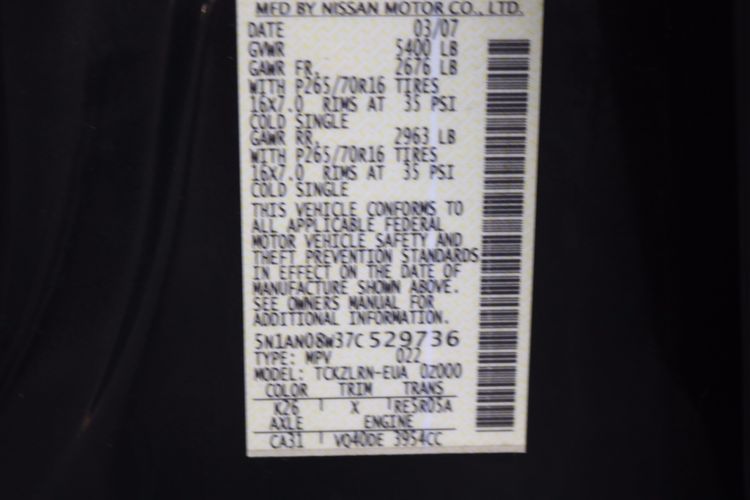 MFD BY NISSAN MOTOR CO., LTD.
DATE 03/07
GVWR 5400 LB
GAWR FR. 2676 LB
WITH P265/70R16 TIRES
16X7.0 RIMS AT 35 PSI
COLD SINGLE
GAWR RR. 2963 LB
WITH P265/70R16 TIRES
16X7.0 RIMS AT 35 PSI
COLD SINGLE
THIS VEHICLE CONFORMS TO
ALL APPLICABLE FEDERAL
MOTOR VEHICLE SAFETY AND
THEFT PREVENTION STANDARDS
IN EFFECT ON THE DATE OF
MANUFACTURE SHOWN ABOVE.
SEE OWNERS MANUAL FOR
ADDITIONAL INFORMATION.
5N1AN08W37C529736
TYPE: MPV 022
MODEL: TCKZLRN-EUA 0Z000
COLOR TRIM TRANS
K26 X RE5R05A
AXLE ENGINE
CA31 VQ40DE 3954CC